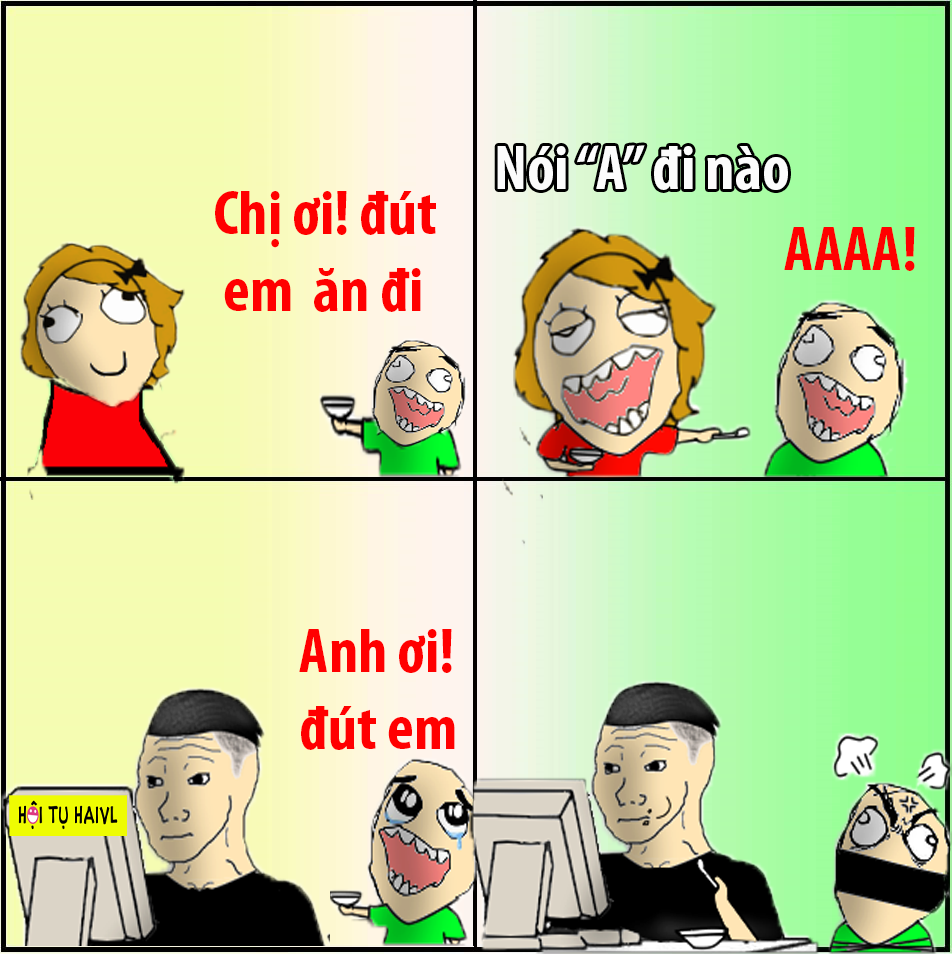 Chị ơi! đút
em ăn đi
Nói “A” đi nào
AAAA!
Anh ơi!
đút em
HỘI TỤ HAIVL